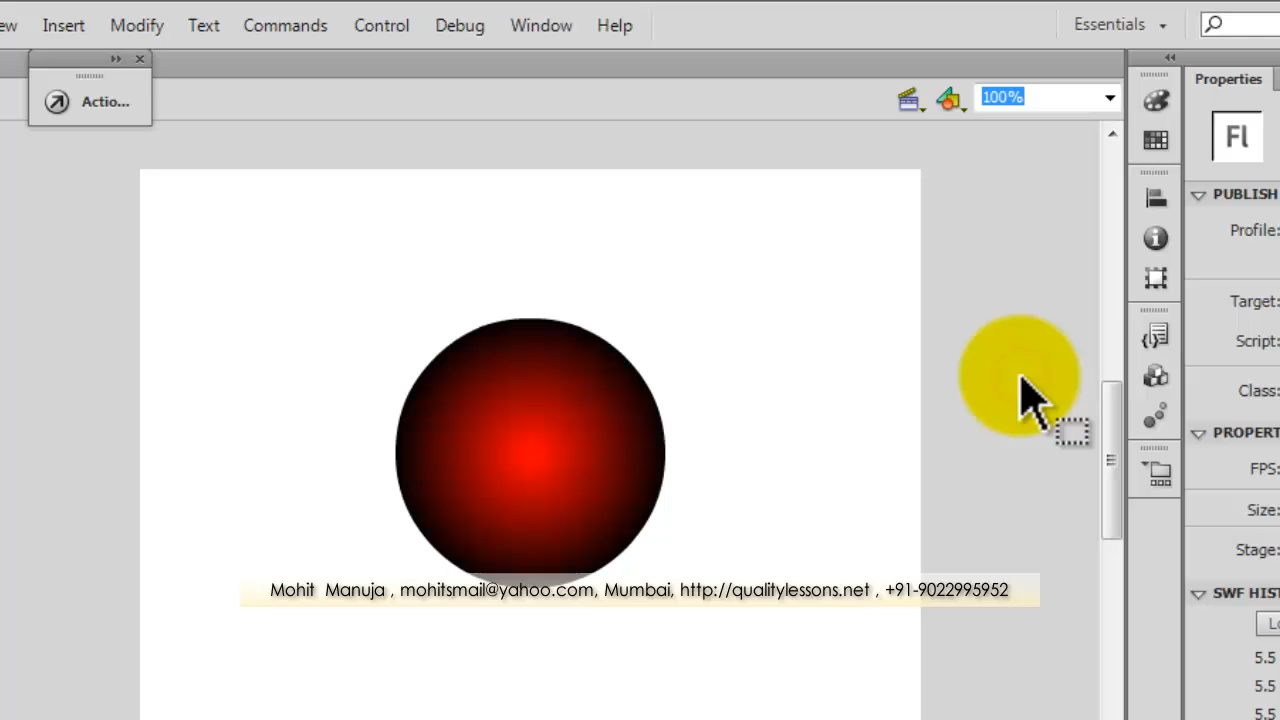 ew Insert Modify Text Commands Control Debug Window Help Essentials
Actio...
100%
Properties
Fl
PUBLISH
Profile:
Target:
Script:
Class:
PROPERT
FPS:
Size:
Stage:
Mohit Manuja , mohitsmail@yahoo.com, Mumbai, http://qualitylessons.net , +91-9022995952
SWF HIST
Lo
5.5
5.5
5.5